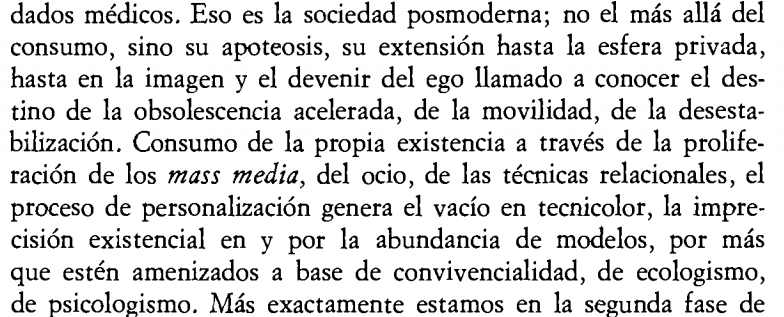 dados médicos. Eso es la sociedad posmoderna; no el más allá del
consumo, sino su apoteosis, su extensión hasta la esfera privada,
hasta en la imagen y el devenir del ego llamado a conocer el des-
tino de la obsolescencia acelerada, de la movilidad, de la desesta-
bilización. Consumo de la propia existencia a través de la prolife-
ración de los mass media, del ocio, de las técnicas relacionales, el
proceso de personalización genera el vacío en tecnicolor, la impre-
cisión existencial en y por la abundancia de modelos, por más
que estén amenizados a base de convivencialidad, de ecologismo,
de psicologismo. Más exactamente estamos en la segunda fase de